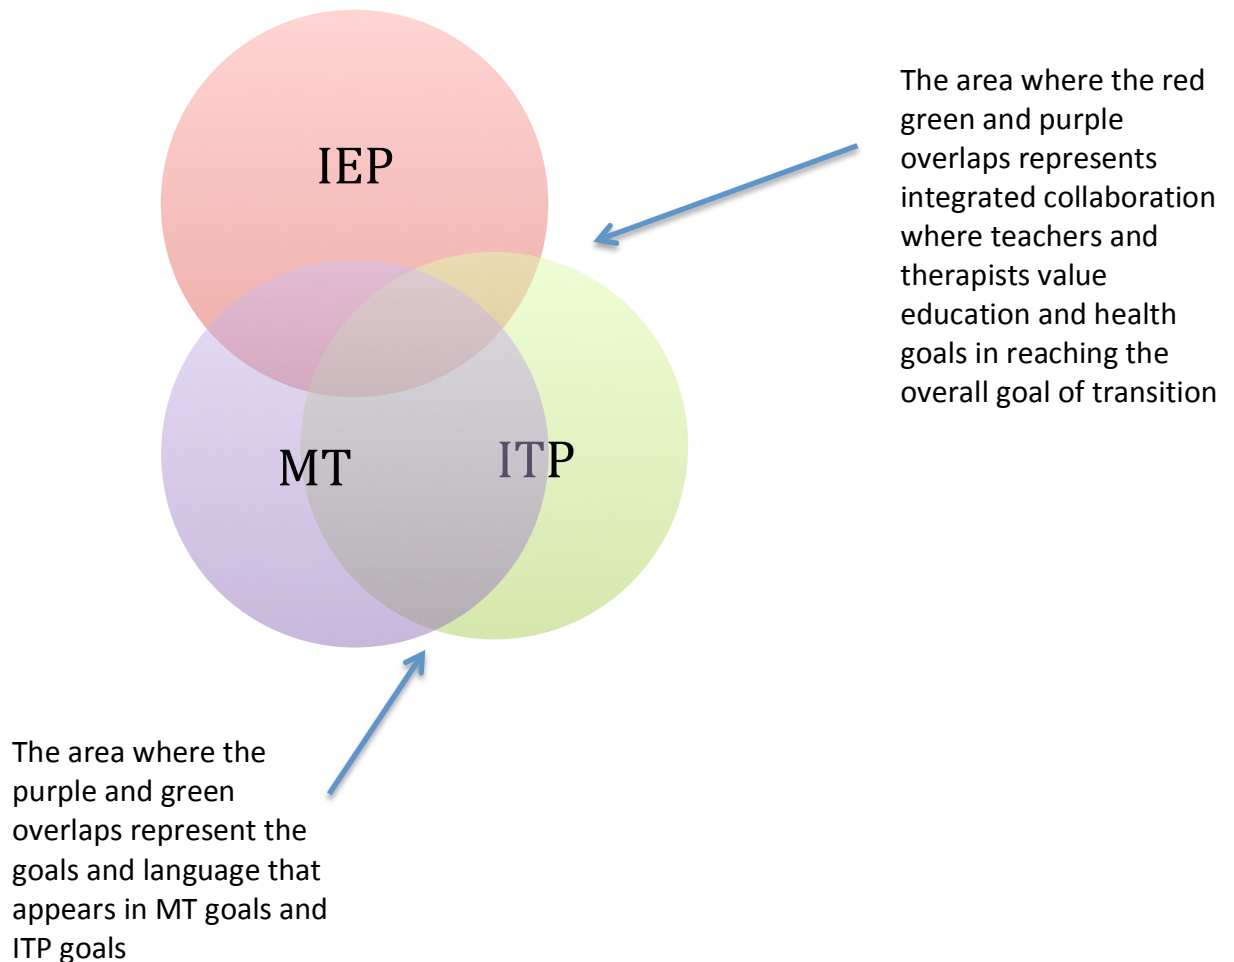 IEP
The area where the red
green and purple
overlaps represents
integrated collaboration
where teachers and
therapists value
education and health
goals in reaching the
overall goal of transition
MT
ITP
The area where the
purple and green
overlaps represent the
goals and language that
appears in MT goals and
ITP goals